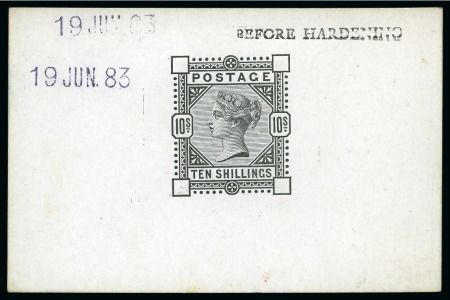 19 JUN 83
BEFORE HARDENING
19 JUN. 83
POSTAGE
10S. 10S.
TEN SHILLINGS